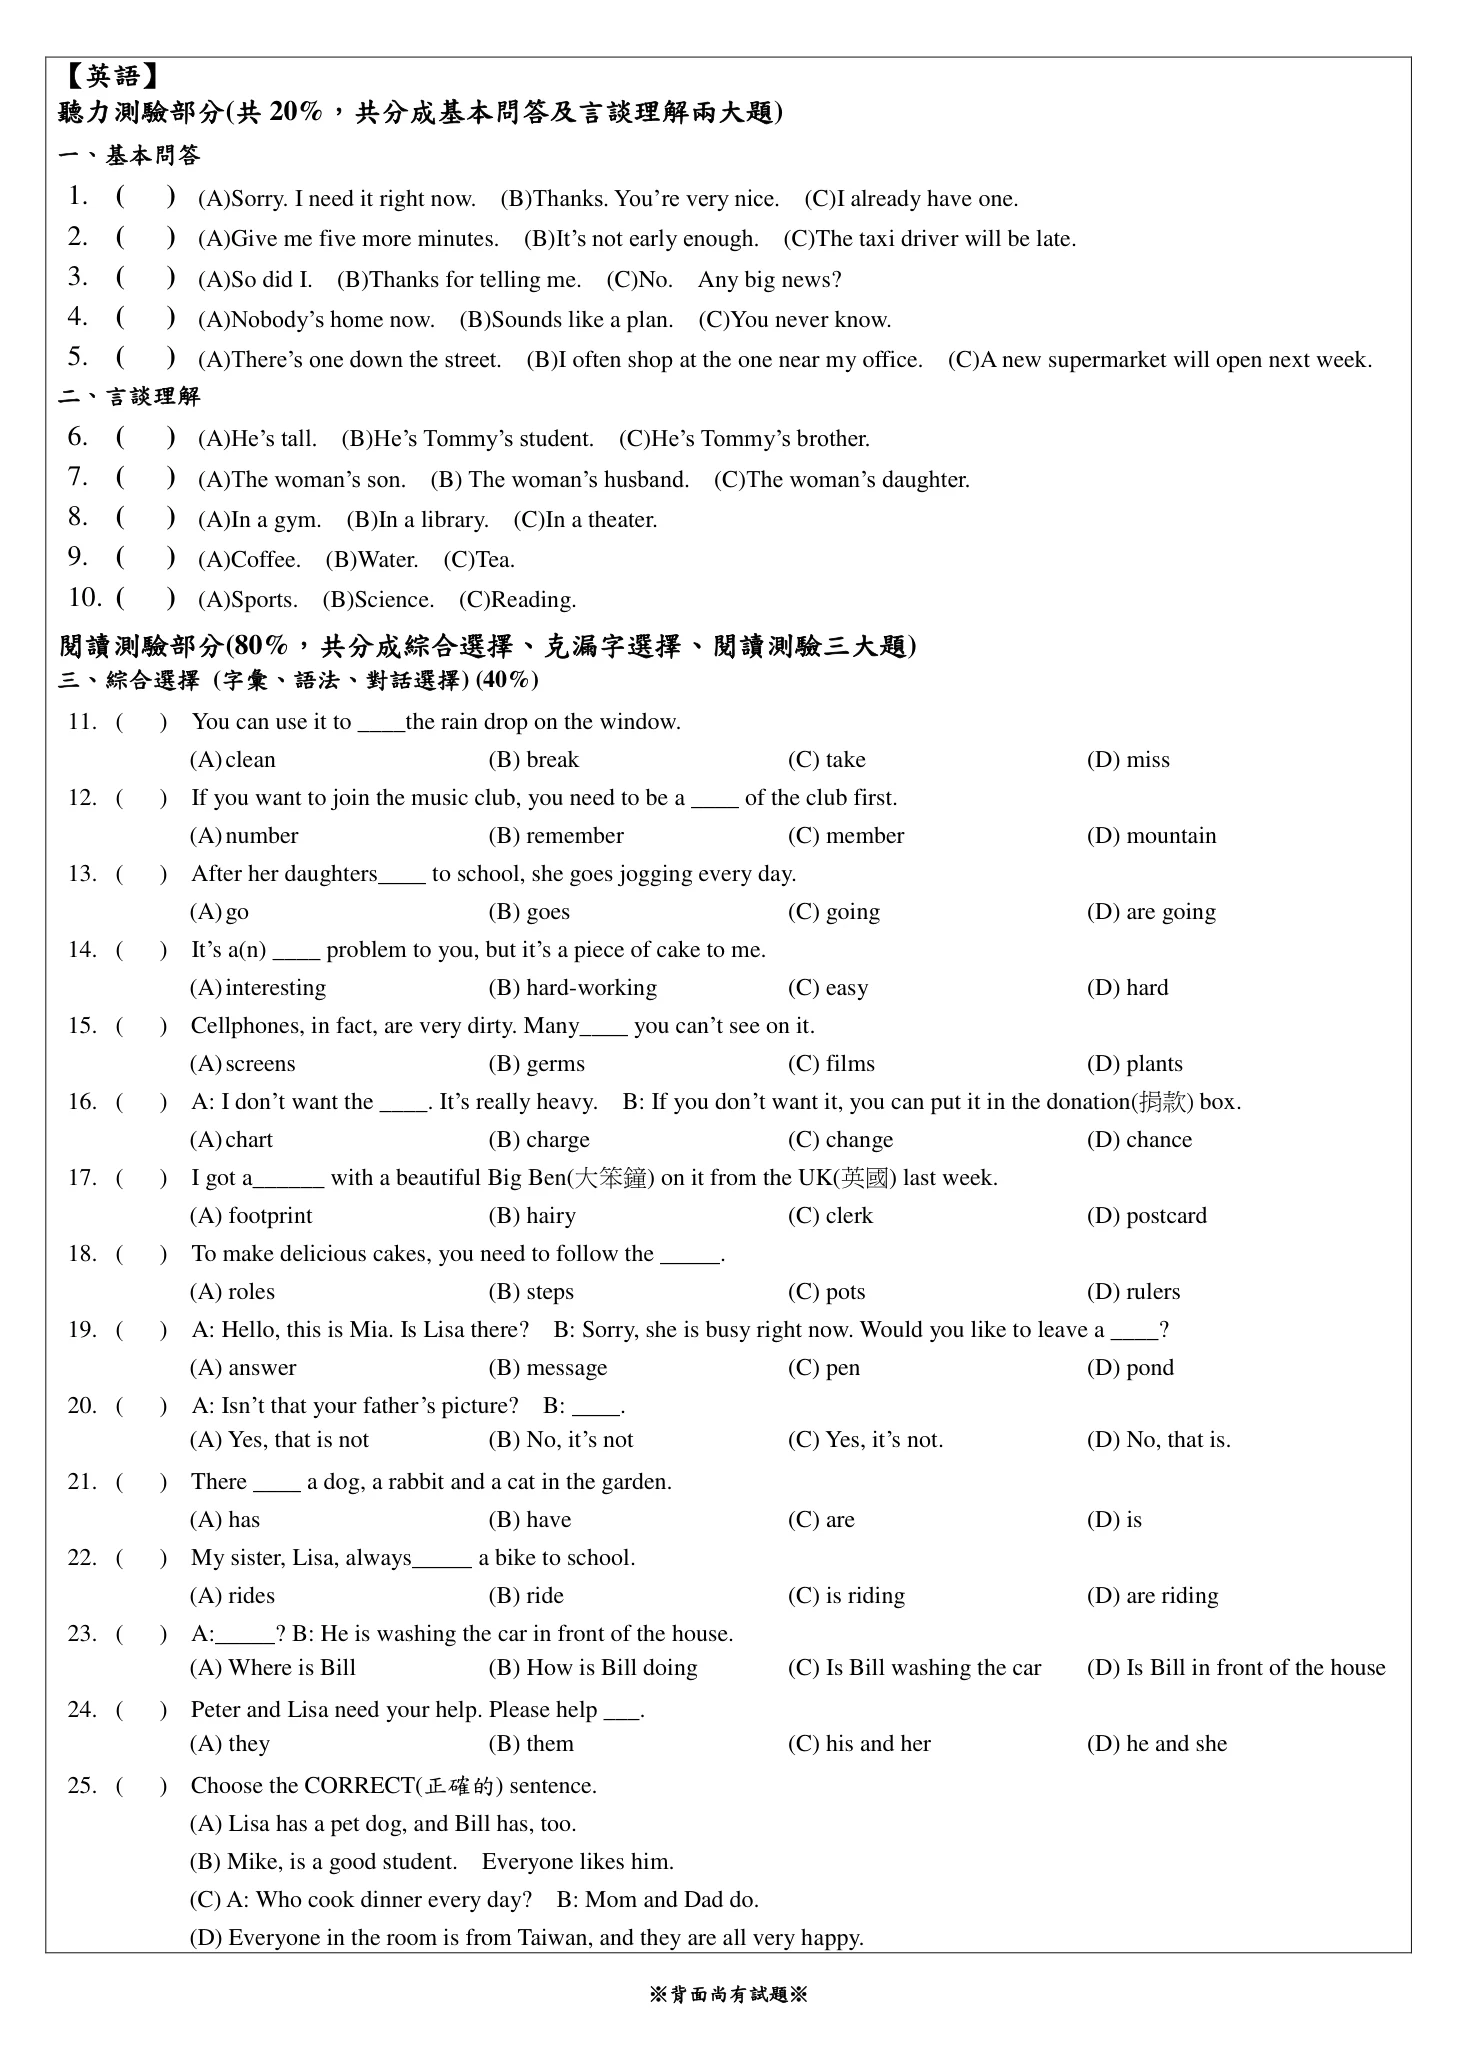 【英語】
聽力測驗部分(共 20%，共分成基本問答及言談理解兩大題)
一、基本問答
1. (    ) (A)Sorry. I need it right now. (B)Thanks. You're very nice. (C)I already have one.
2. (    ) (A)Give me five more minutes. (B)It's not early enough. (C)The taxi driver will be late.
3. (    ) (A)So did I. (B)Thanks for telling me. (C)No. Any big news?
4. (    ) (A)Nobody's home now. (B)Sounds like a plan. (C)You never know.
5. (    ) (A)There's one down the street. (B)I often shop at the one near my office. (C)A new supermarket will open next week.
二、言談理解
6. (    ) (A)He's tall. (B)He's Tommy's student. (C)He's Tommy's brother.
7. (    ) (A)The woman's son. (B) The woman's husband. (C)The woman's daughter.
8. (    ) (A)In a gym. (B)In a library. (C)In a theater.
9. (    ) (A)Coffee. (B)Water. (C)Tea.
10. (    ) (A)Sports. (B)Science. (C)Reading.
閱讀測驗部分(80%，共分成綜合選擇、克漏字選擇、閱讀測驗三大題)
三、綜合選擇 (字彙、語法、對話選擇) (40%)
11. (    ) You can use it to ____the rain drop on the window.
(A) clean (B) break (C) take (D) miss
12. (    ) If you want to join the music club, you need to be a ____ of the club first.
(A) number (B) remember (C) member (D) mountain
13. (    ) After her daughters____ to school, she goes jogging every day.
(A) go (B) goes (C) going (D) are going
14. (    ) It's a(n) ____ problem to you, but it's a piece of cake to me.
(A) interesting (B) hard-working (C) easy (D) hard
15. (    ) Cellphones, in fact, are very dirty. Many____ you can't see on it.
(A) screens (B) germs (C) films (D) plants
16. (    ) A: I don't want the ____. It's really heavy. B: If you don't want it, you can put it in the donation(捐款) box.
(A) chart (B) charge (C) change (D) chance
17. (    ) I got a______ with a beautiful Big Ben(大笨鐘) on it from the UK(英國) last week.
(A) footprint (B) hairy (C) clerk (D) postcard
18. (    ) To make delicious cakes, you need to follow the _____.
(A) roles (B) steps (C) pots (D) rulers
19. (    ) A: Hello, this is Mia. Is Lisa there? B: Sorry, she is busy right now. Would you like to leave a ____?
(A) answer (B) message (C) pen (D) pond
20. (    ) A: Isn't that your father's picture? B: ____.
(A) Yes, that is not (B) No, it's not (C) Yes, it's not. (D) No, that is.
21. (    ) There ____ a dog, a rabbit and a cat in the garden.
(A) has (B) have (C) are (D) is
22. (    ) My sister, Lisa, always_____ a bike to school.
(A) rides (B) ride (C) is riding (D) are riding
23. (    ) A:_____? B: He is washing the car in front of the house.
(A) Where is Bill (B) How is Bill doing (C) Is Bill washing the car (D) Is Bill in front of the house
24. (    ) Peter and Lisa need your help. Please help ___.
(A) they (B) them (C) his and her (D) he and she
25. (    ) Choose the CORRECT(正確的) sentence.
(A) Lisa has a pet dog, and Bill has, too.
(B) Mike, is a good student. Everyone likes him.
(C) A: Who cook dinner every day? B: Mom and Dad do.
(D) Everyone in the room is from Taiwan, and they are all very happy.
※背面尚有試題※